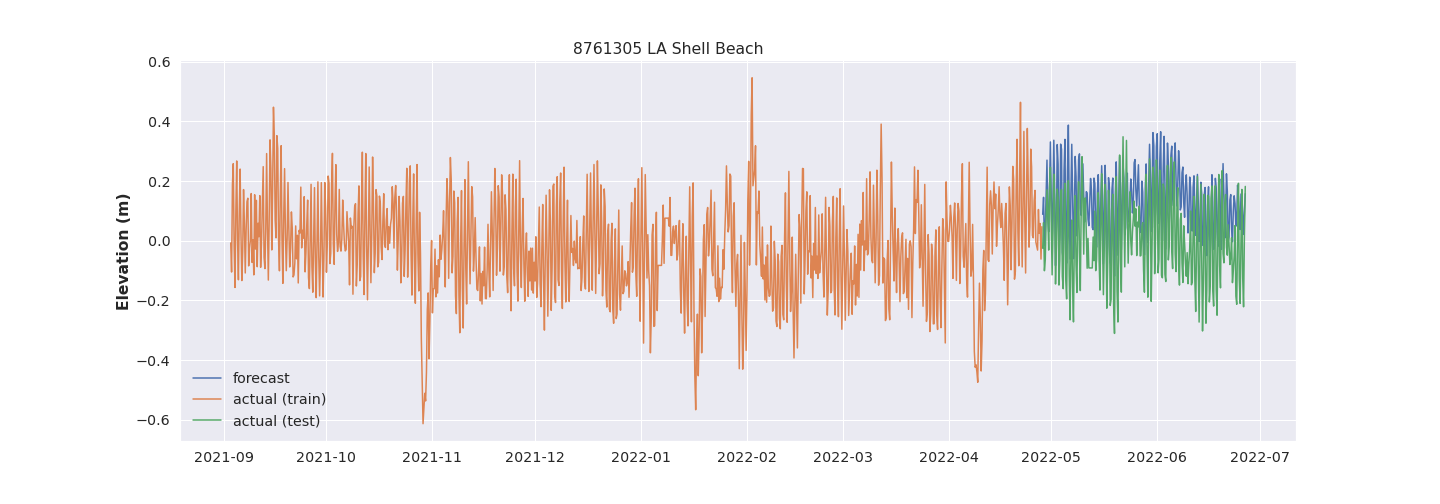 8761305 LA Shell Beach
Elevation (m)
0.6
0.4
0.2
0.0
−0.2
−0.4
−0.6
forecast
actual (train)
actual (test)
2021-09 2021-10 2021-11 2021-12 2022-01 2022-02 2022-03 2022-04 2022-05 2022-06 2022-07